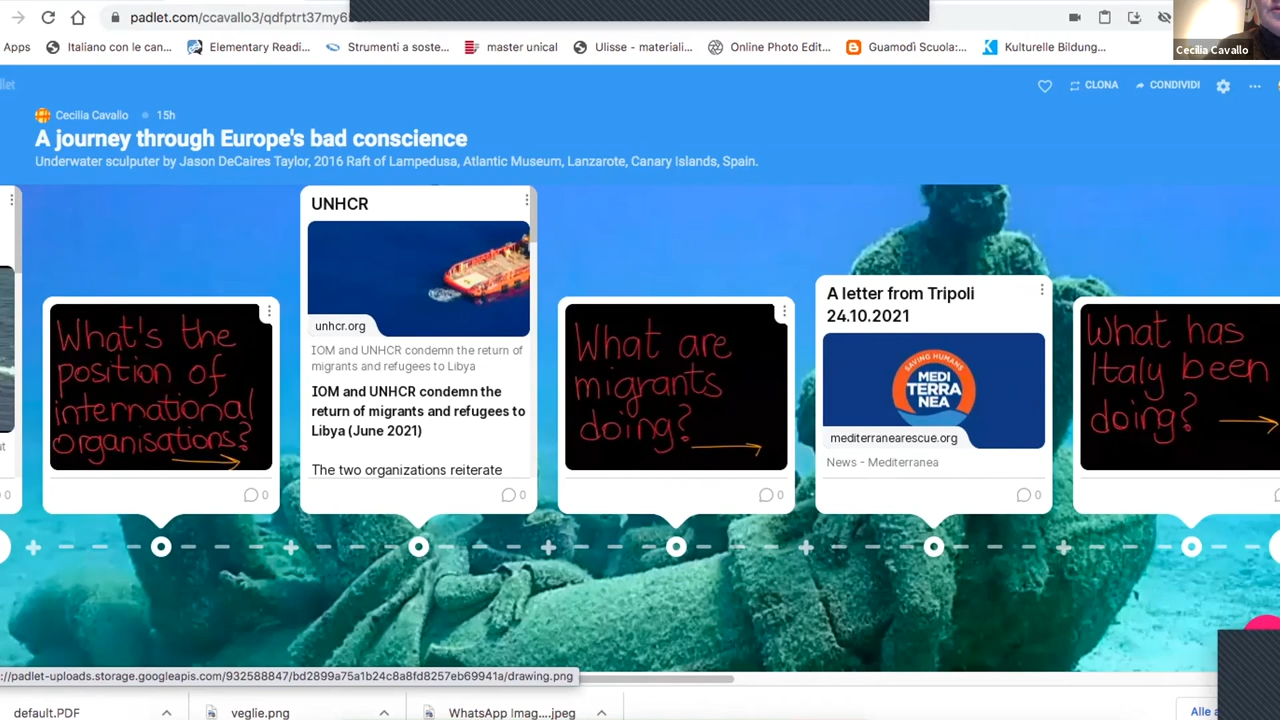 padlet.com/ccavallo3/qdfptrt37my6
Apps
Italiano con le can...
Elementary Readi...
Strumenti a soste...
master unical
Ulisse - materiali...
Online Photo Edit...
Guamodì Scuola:...
Kulturelle Bildung...
Cecilia Cavallo
CLONA
CONDIVIDI
Cecilia Cavallo
15h
A journey through Europe's bad conscience
Underwater sculputer by Jason DeCaires Taylor, 2016 Raft of Lampedusa, Atlantic Museum, Lanzarote, Canary Islands, Spain.
0
What's the
position of
international
organisations?
0
UNHCR
unhcr.org
IOM and UNHCR condemn the return of
migrants and refugees to Libya
IOM and UNHCR condemn the
return of migrants and refugees to
Libya (June 2021)
The two organizations reiterate
0
What are
migrants
doing?
0
A letter from Tripoli
24.10.2021
SAVING HUMANS
MEDI
TERRA
NEA
mediterranearescue.org
News - Mediterranea
0
What has
Italy been
doing?
://padlet-uploads.storage.googleapis.com/932588847/bd2899a75a1b24c8a8fd8257eb69941a/drawing.png
default.PDF
veglie.png
WhatsApp Imag....jpeg
Alle